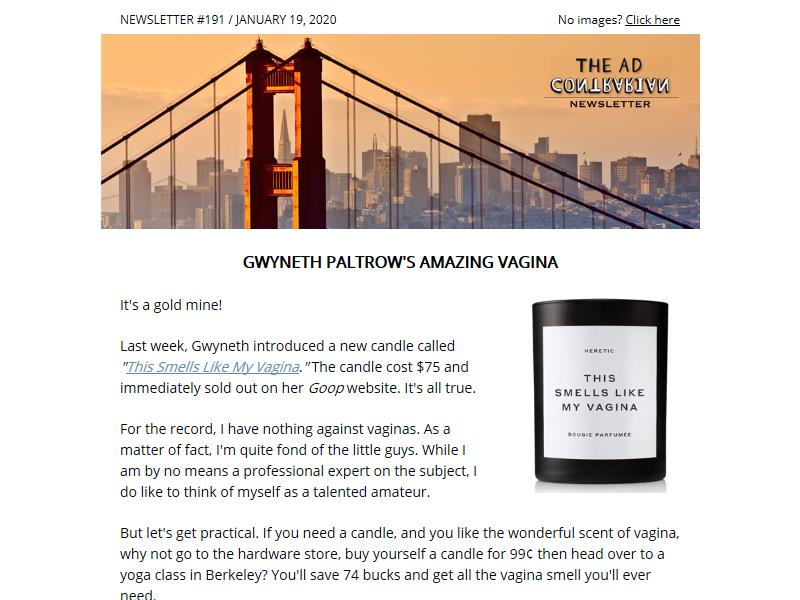 NEWSLETTER #191 / JANUARY 19, 2020
No images? Click here
THE AD
CONTRARIAN
NEWSLETTER
GWYNETH PALTROW'S AMAZING VAGINA
It's a gold mine!
Last week, Gwyneth introduced a new candle called
"This Smells Like My Vagina." The candle cost $75 and
immediately sold out on her Goop website. It's all true.
For the record, I have nothing against vaginas. As a
matter of fact, I'm quite fond of the little guys. While I
am by no means a professional expert on the subject, I
do like to think of myself as a talented amateur.
HERETIC
THIS
SMELLS LIKE
MY VAGINA
BOUGIE PARFUMÉE
But let's get practical. If you need a candle, and you like the wonderful scent of vagina,
why not go to the hardware store, buy yourself a candle for 99¢ then head over to a
yoga class in Berkeley? You'll save 74 bucks and get all the vagina smell you'll ever
need.